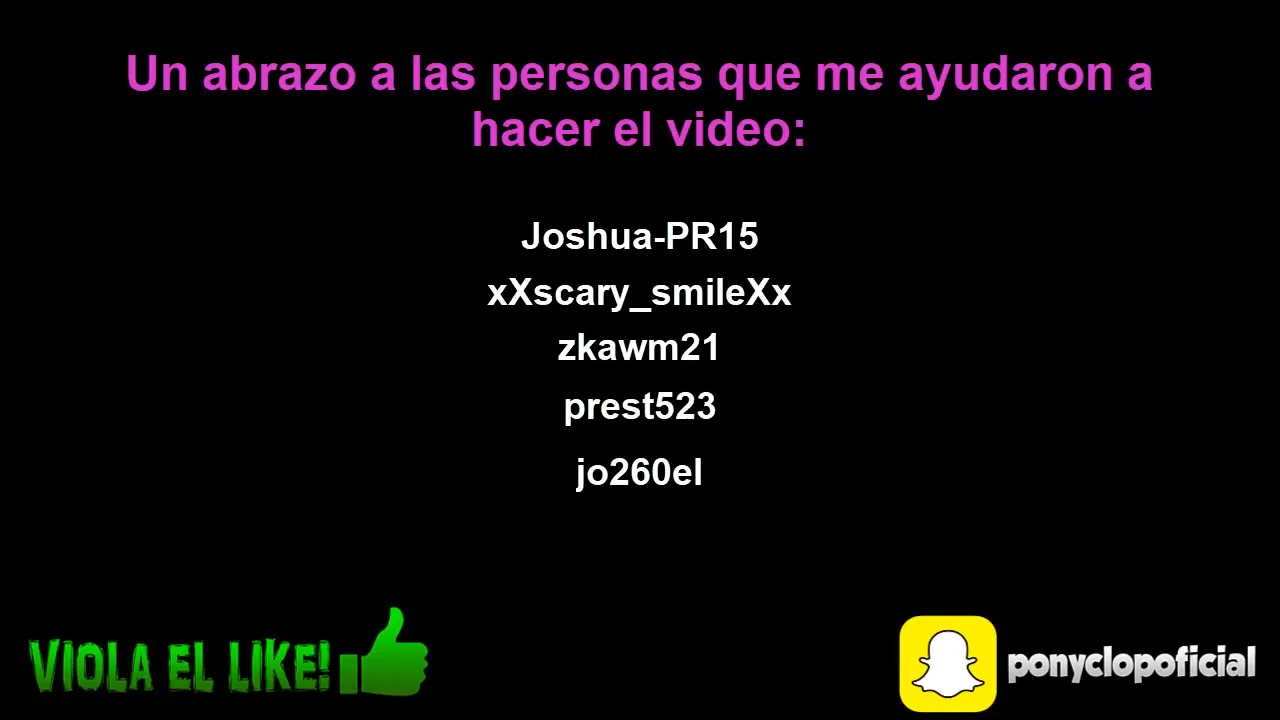 Un abrazo a las personas que me ayudaron a
hacer el video:
Joshua-PR15
xXscary_smileXx
zkawm21
prest523
jo260el
VIOLA EL LIKE!
ponyclopoficial